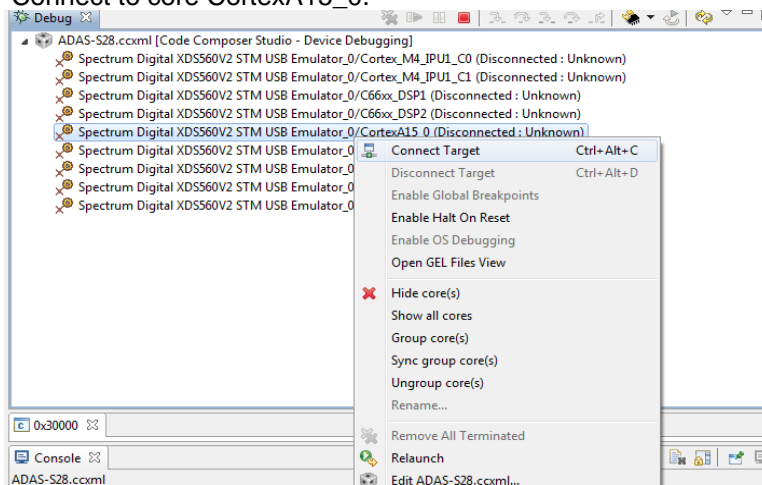 Connect to core CortexA15_0.
Debug
ADAS-S28.ccxml [Code Composer Studio - Device Debugging]
Spectrum Digital XDS560V2 STM USB Emulator_0/Cortex_M4_IPU1_C0 (Disconnected : Unknown)
Spectrum Digital XDS560V2 STM USB Emulator_0/Cortex_M4_IPU1_C1 (Disconnected : Unknown)
Spectrum Digital XDS560V2 STM USB Emulator_0/C66xx_DSP1 (Disconnected : Unknown)
Spectrum Digital XDS560V2 STM USB Emulator_0/C66xx_DSP2 (Disconnected : Unknown)
Spectrum Digital XDS560V2 STM USB Emulator_0/CortexA15_0 (Disconnected : Unknown)
Spectrum Digital XDS560V2 STM USB Emulator_0
Spectrum Digital XDS560V2 STM USB Emulator_0
Spectrum Digital XDS560V2 STM USB Emulator_0
Spectrum Digital XDS560V2 STM USB Emulator_0
Connect Target Ctrl+Alt+C
Disconnect Target Ctrl+Alt+D
Enable Global Breakpoints
Enable Halt On Reset
Enable OS Debugging
Open GEL Files View
Hide core(s)
Show all cores
Group core(s)
Sync group core(s)
Ungroup core(s)
Rename...
Remove All Terminated
Relaunch
Edit ADAS-S28.ccxml...
0x30000
Console
ADAS-S28.ccxml